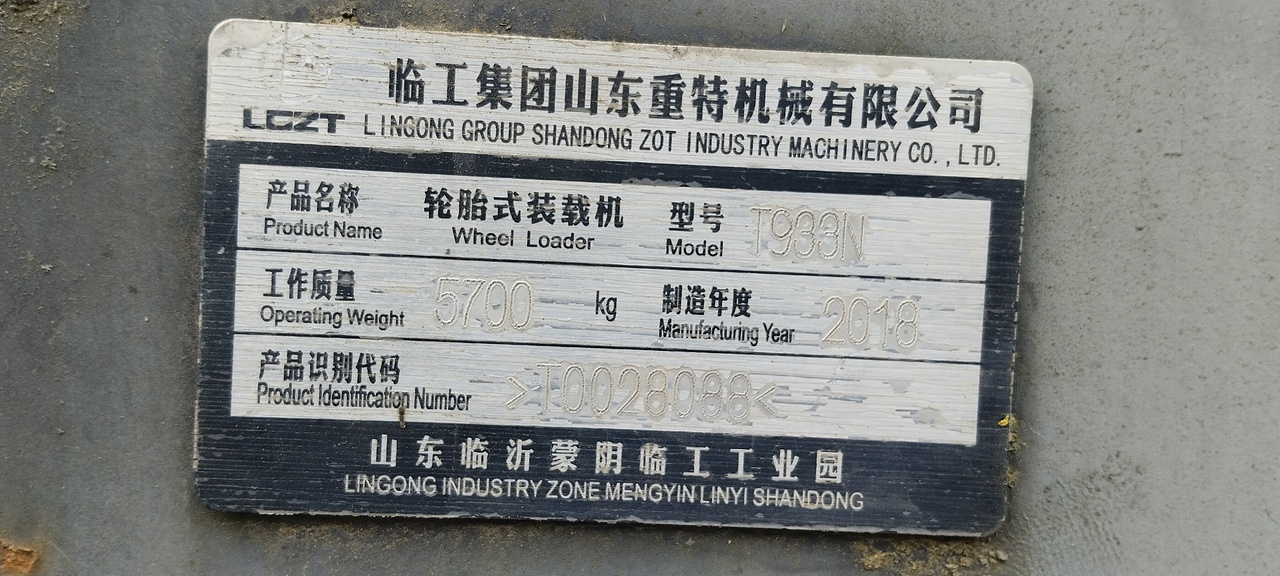 临工集团山东重特机械有限公司
LGZT LINGONG GROUP SHANDONG ZOT INDUSTRY MACHINERY CO., LTD.
产品名称 轮胎式装载机 型号 T933N
Product Name Wheel Loader Model
工作质量 5700 kg 制造年度 2018
Operating Weight Manufacturing Year
产品识别代码 >T0028088<
Product Identification Number
山东临沂蒙阴临工工业园
LINGONG INDUSTRY ZONE MENGYIN LINYI SHANDONG